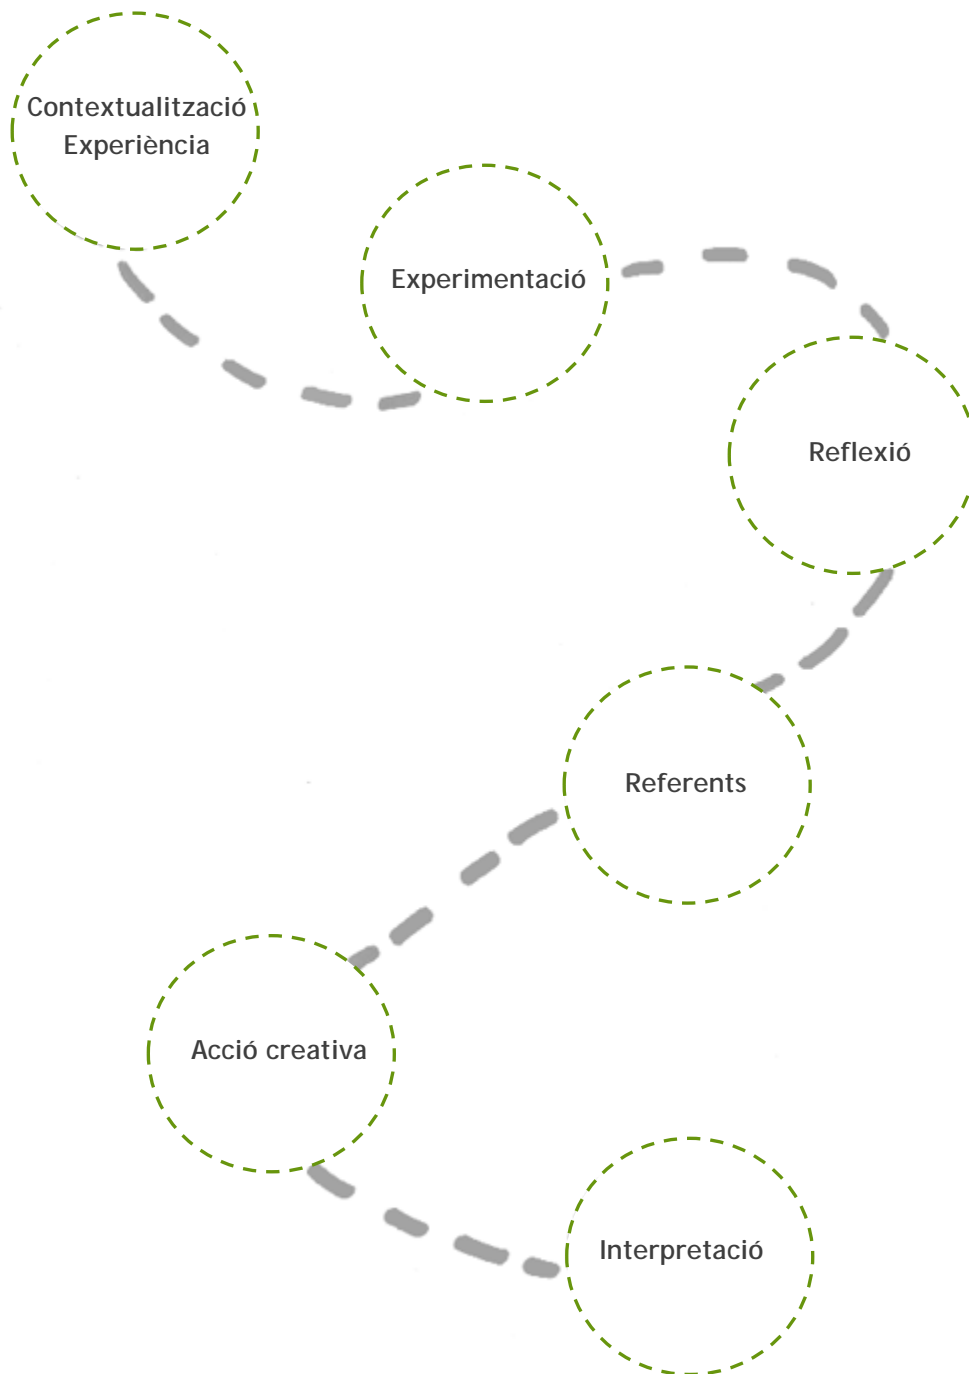 Contextualització
Experiència
Experimentació
Reflexió
Referents
Acció creativa
Interpretació